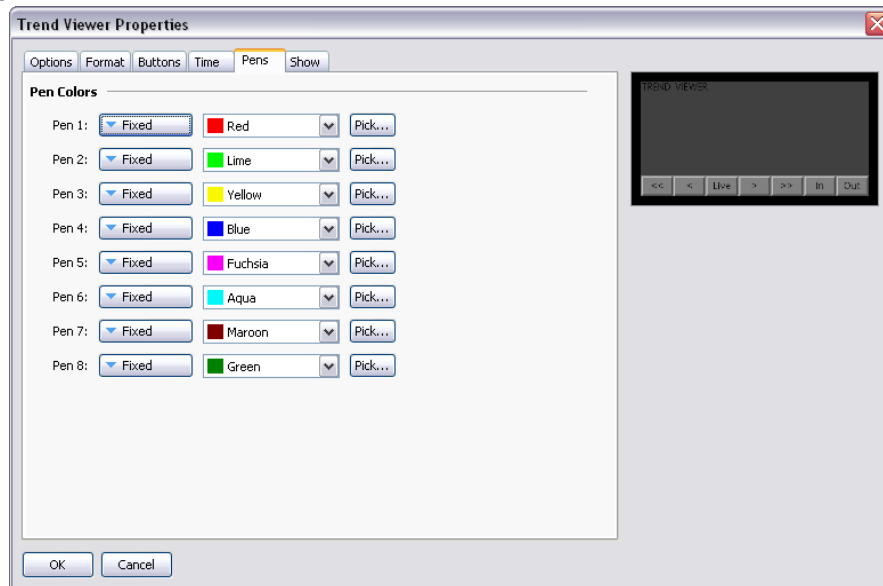 Trend Viewer Properties
Options Format Buttons Time Pens Show
Pen Colors
Pen 1: Fixed Red Pick...
Pen 2: Fixed Lime Pick...
Pen 3: Fixed Yellow Pick...
Pen 4: Fixed Blue Pick...
Pen 5: Fixed Fuchsia Pick...
Pen 6: Fixed Aqua Pick...
Pen 7: Fixed Maroon Pick...
Pen 8: Fixed Green Pick...
TREND VIEWER
<< < Live > >> In Out
OK Cancel